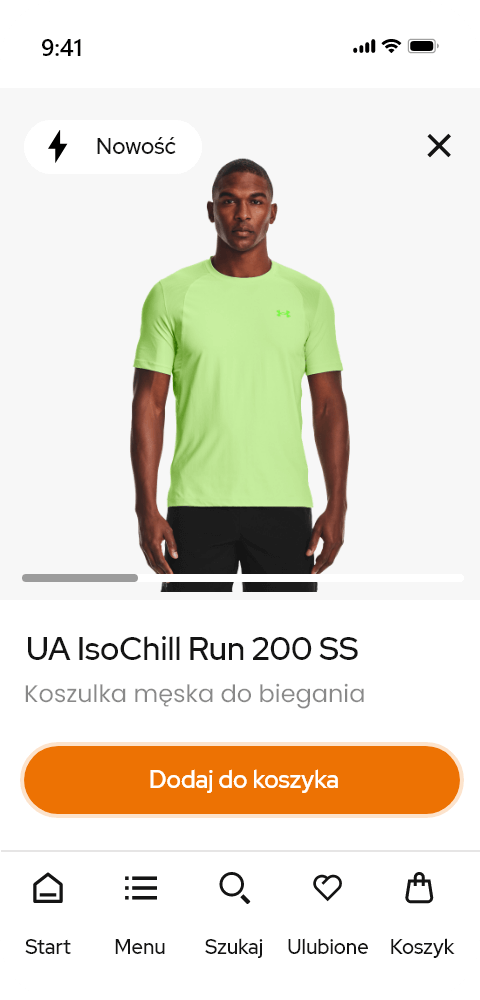 9:41
Nowość
UA IsoChill Run 200 SS
Koszulka męska do biegania
Dodaj do koszyka
Start Menu Szukaj Ulubione Koszyk